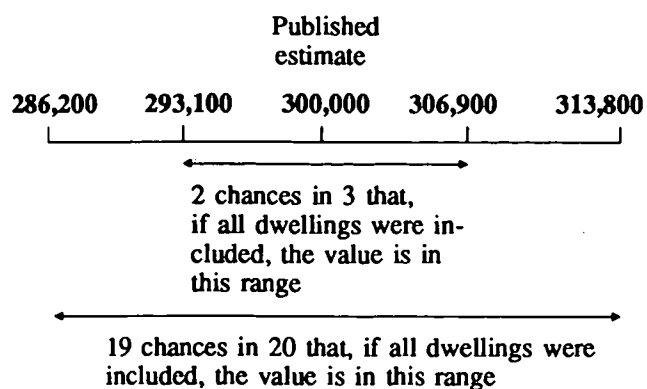 Published
estimate
286,200 293,100 300,000 306,900 313,800
2 chances in 3 that,
if all dwellings were in-
cluded, the value is in
this range
19 chances in 20 that, if all dwellings were
included, the value is in this range